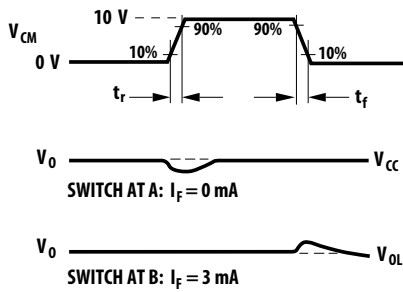 10 V
V_CM
90%
90%
10%
10%
0 V
t_r
t_f
V_O
V_CC
SWITCH AT A: I_F = 0 mA
V_O
V_OL
SWITCH AT B: I_F = 3 mA